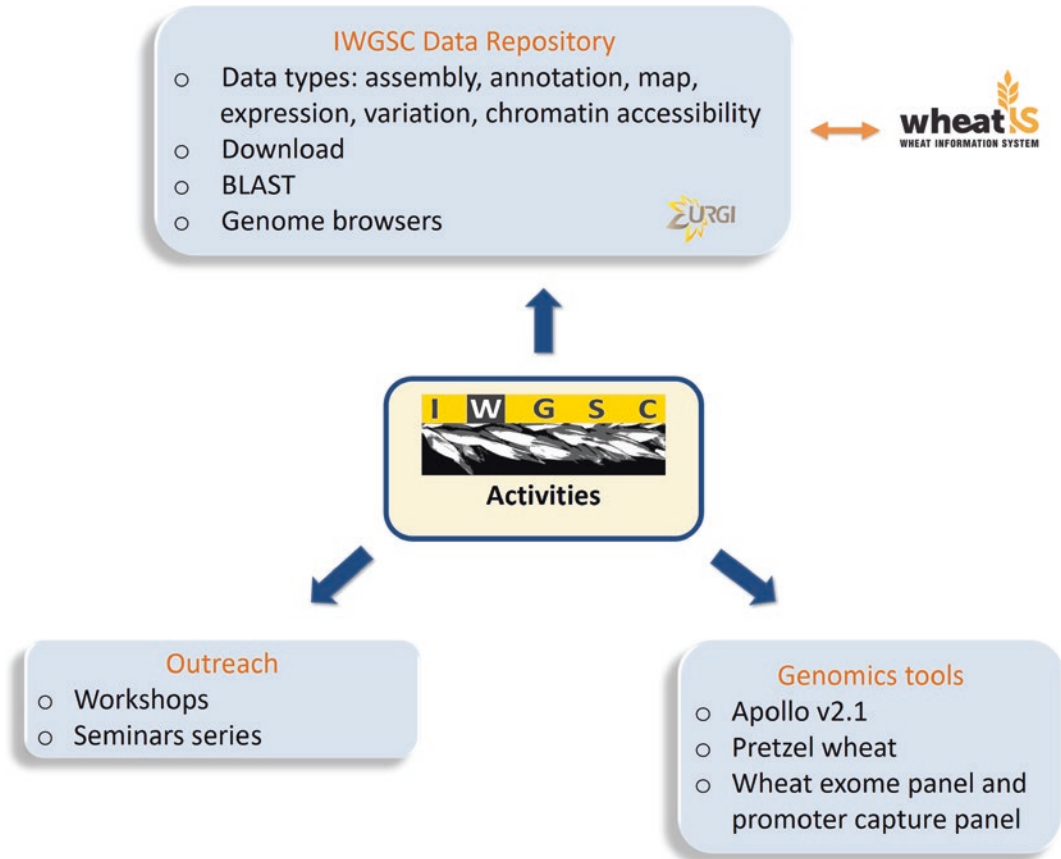 IWGSC Data Repository
o Data types: assembly, annotation, map,
expression, variation, chromatin accessibility
o Download
o BLAST
o Genome browsers
URGI
wheatIS
WHEAT INFORMATION SYSTEM
I W G S C
Activities
Outreach
o Workshops
o Seminars series
Genomics tools
o Apollo v2.1
o Pretzel wheat
o Wheat exome panel and
promoter capture panel